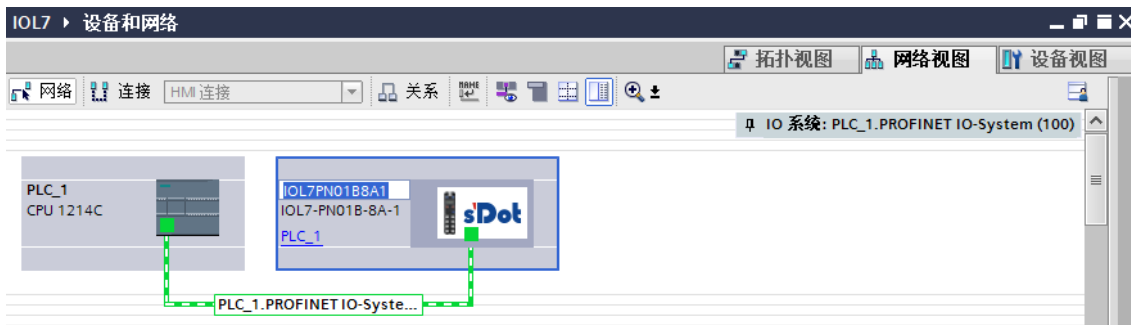 IOL7 ▸ 设备和网络
拓扑视图 网络视图 设备视图
网络 连接 HMI 连接 关系
IO 系统: PLC_1.PROFINET IO-System (100)
PLC_1
CPU 1214C
IOL7PN01B8A1
IOL7-PN01B-8A-1
PLC_1
s'Dot
PLC_1.PROFINET IO-Syste...